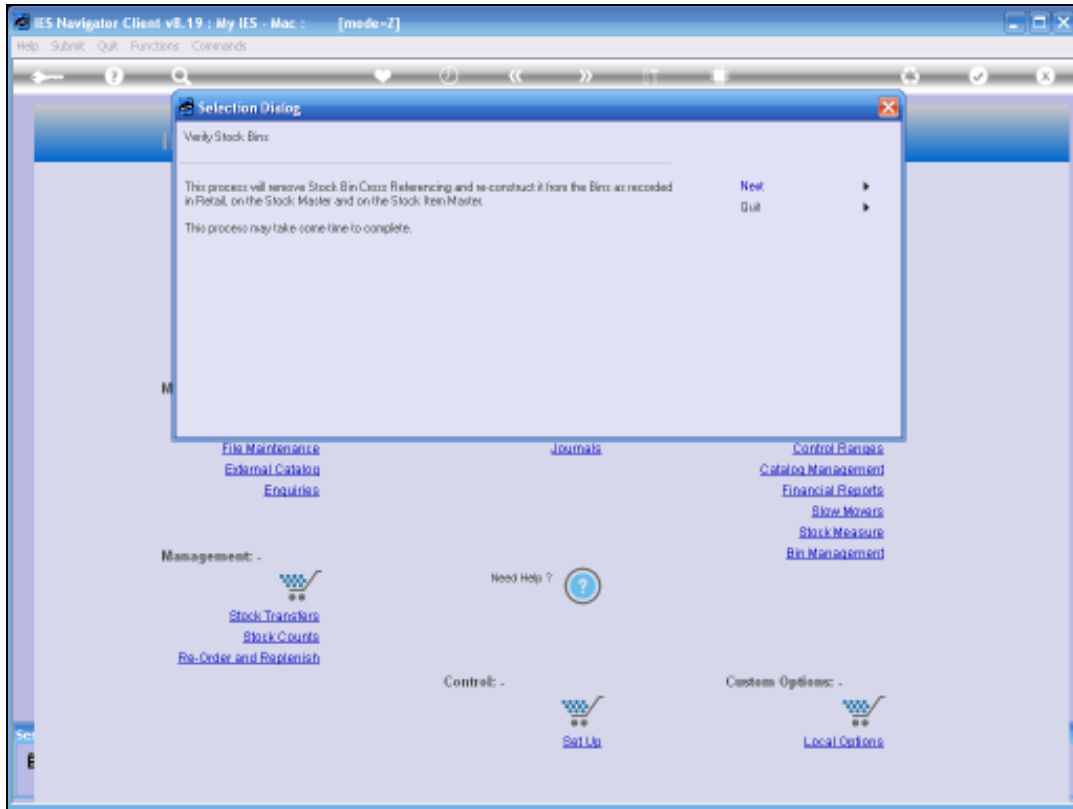 IES Navigator Client v8.19 : My IES - Mac : [mode=Z]
Help Submit Quit Functions Commands
Selection Dialog
Verify Stock Bins
This process will remove Stock Bin Cross Referencing and re-construct it from the Bins as recorded
in Retail, on the Stock Master and on the Stock Item Master.
This process may take some time to complete.
Next
Quit
M
File Maintenance
External Catalog
Enquiries
Journals
Control Ranges
Catalog Management
Financial Reports
Slow Movers
Stock Measure
Bin Management
Management: -
Need Help ?
Stock Transfers
Stock Counts
Re-Order and Replenish
Control: -
Set Up
Custom Options: -
Local Options
Se